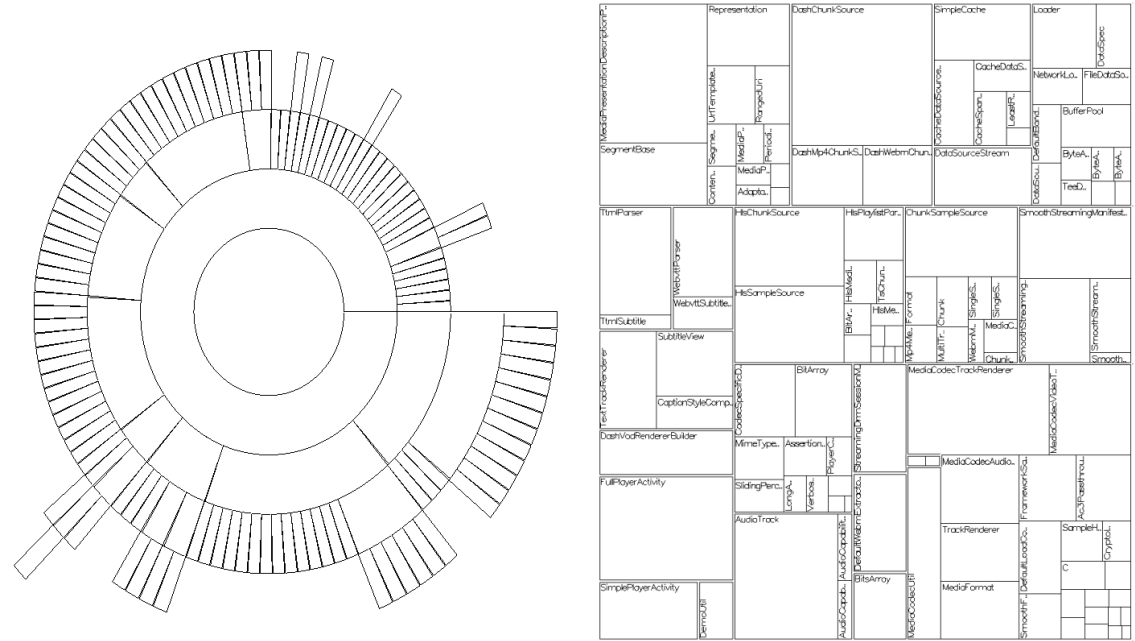 MediaPresentationDescriptionP..
Representation
DashChunkSource
SimpleCache
Loader
DataSpec
UrlTemplate..
RangedUri
CacheDataSource..
CacheDataS..
CacheSpan..
LeastR..
NetworkLo..
FileDataSo..
BufferPool
DefaultBand..
SegmentBase
Segme..
MediaP..
Period..
Conten..
MediaP..
Adapta..
DashMp4ChunkS..
DashWebmChun..
DataSourceStream
DataSou..
ByteA..
ByteA..
ByteA..
TeeD..
TtmlParser
WebvttParser
HlsChunkSource
HlsPlaylistPar..
ChunkSampleSource
SmoothStreamingManifest..
HlsMedi..
TsChun..
Format
Chunk
SingleS..
SingleS..
SmoothStreaming..
SmoothStream..
HlsSampleSource
WebvttSubtitle..
TtmlSubtitle
BitAr..
HlsMe..
Mp4Me..
MultiTr..
WebmM..
MediaC..
Chunk..
Smooth..
TextTrackRenderer
SubtitleView
CaptionStyleComp..
CodecSpecificD..
BitArray
StreamingDrmSessionM..
MediaCodecTrackRenderer
MediaCodecVideoT..
DashVodRendererBuilder
MimeType..
Assertion..
PlayerC..
SlidingPerc..
LongA..
Verbos..
FullPlayerActivity
DefaultWebmExtracto..
MediaCodecAudio..
FrameworkSa..
Ac3Passthrou..
AudioTrack
AudioCapabilit..
TrackRenderer
DefaultLoadCo..
SampleH..
CryptoI..
SimplePlayerActivity
DemoUtil
AudioCapab..
BitsArray
MediaCodecUtil
MediaFormat
SmoothF..
C